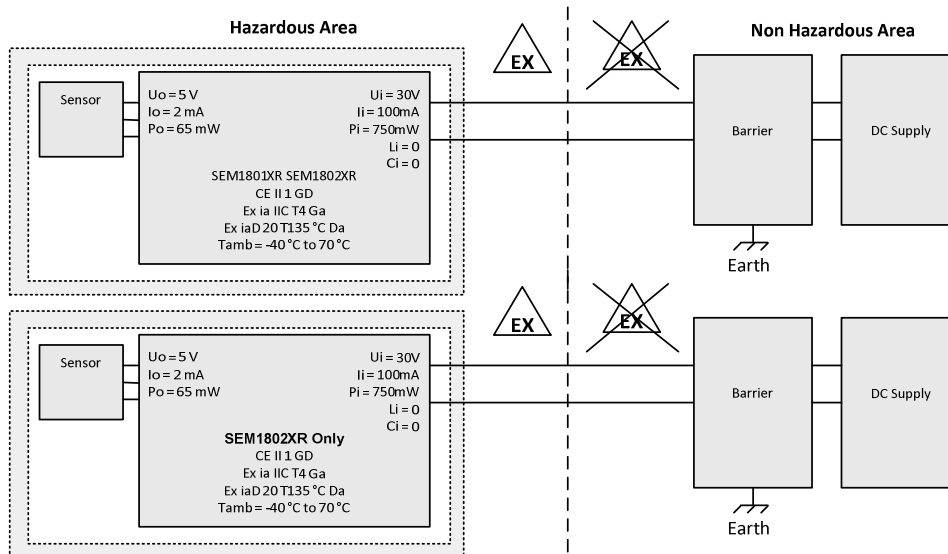 Hazardous Area
Non Hazardous Area
EX
EX
Sensor
Uo = 5 V
Io = 2 mA
Po = 65 mW
Ui = 30V
Ii = 100mA
Pi = 750mW
Li = 0
Ci = 0
SEM1801XR SEM1802XR
CE II 1 GD
Ex ia IIC T4 Ga
Ex iaD 20 T135 °C Da
Tamb = -40 °C to 70 °C
Barrier
DC Supply
Earth
EX
EX
Sensor
Uo = 5 V
Io = 2 mA
Po = 65 mW
Ui = 30V
Ii = 100mA
Pi = 750mW
Li = 0
Ci = 0
SEM1802XR Only
CE II 1 GD
Ex ia IIC T4 Ga
Ex iaD 20 T135 °C Da
Tamb = -40 °C to 70 °C
Barrier
DC Supply
Earth